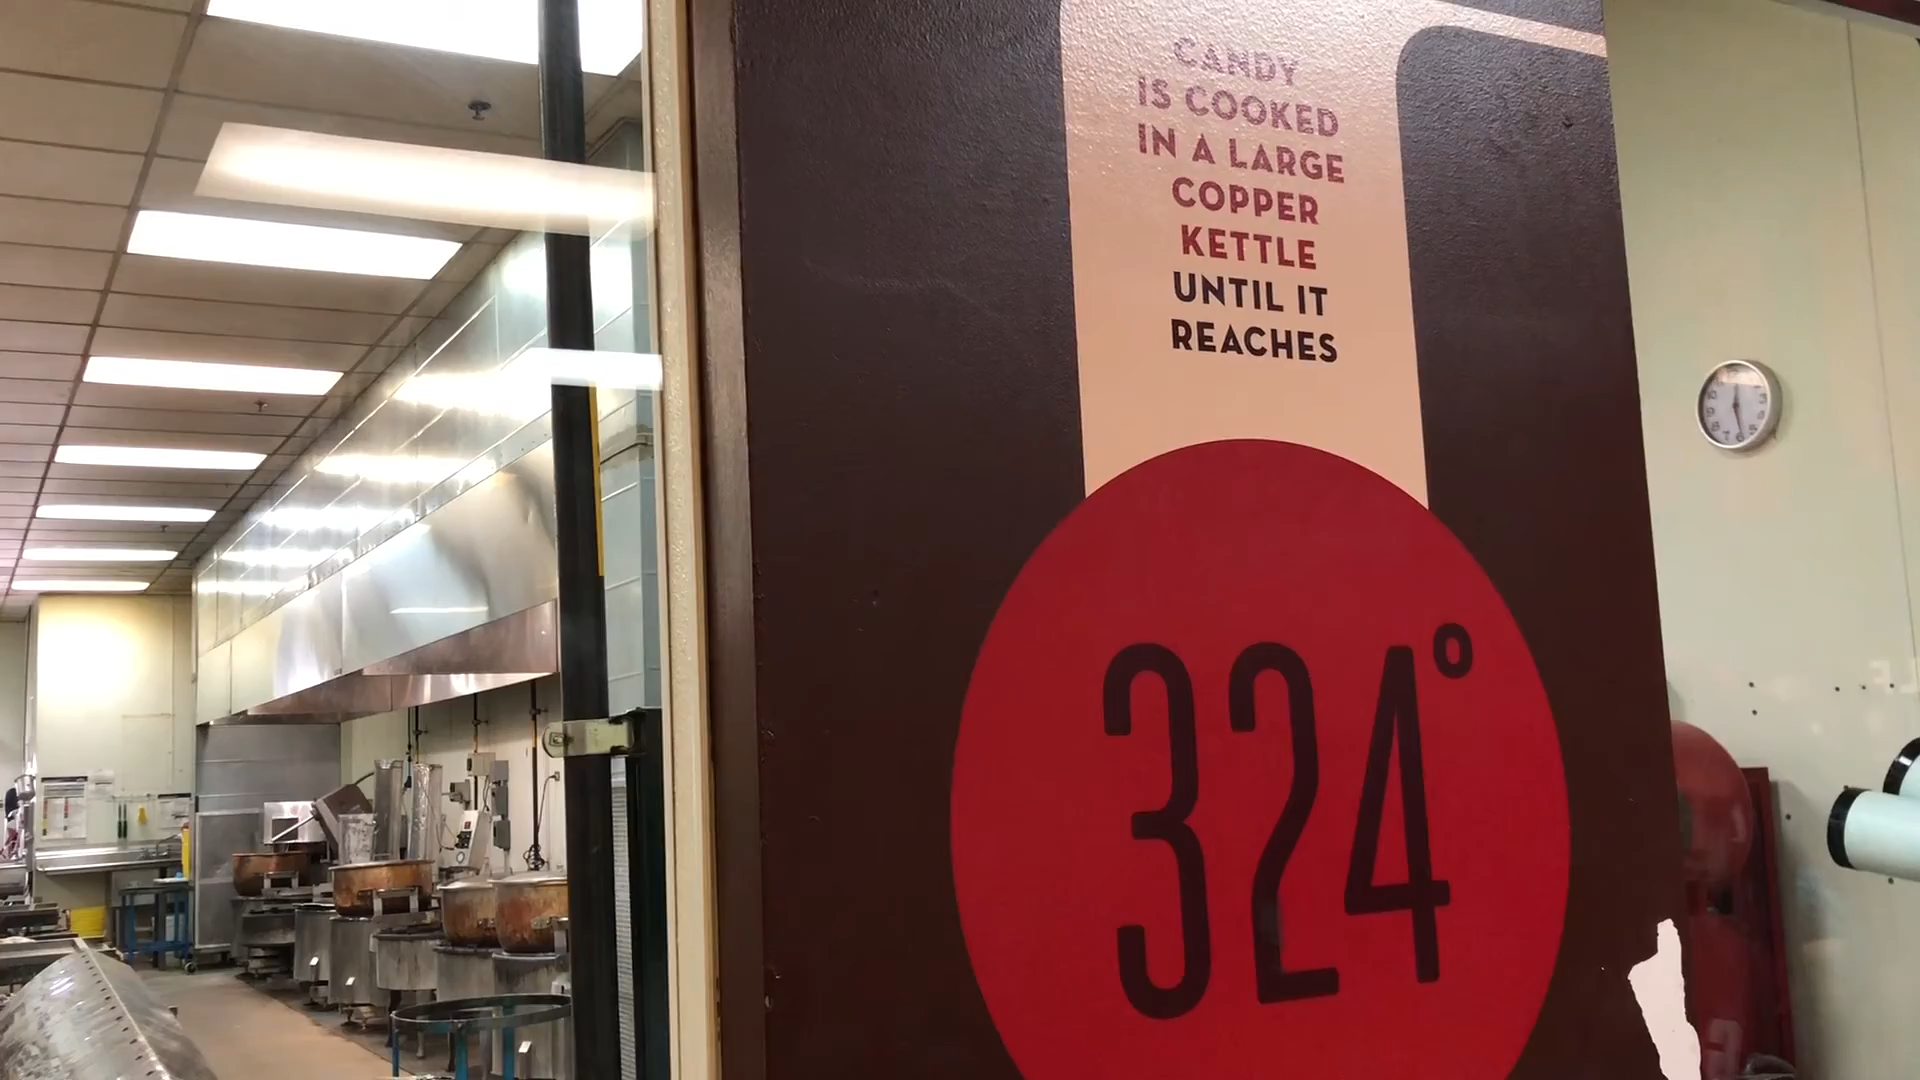 CANDY
IS COOKED
IN A LARGE
COPPER
KETTLE
UNTIL IT
REACHES
324°